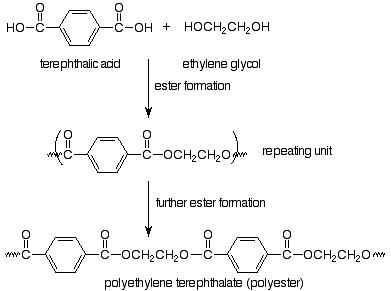 O O
HO—C C—OH + HOCH2CH2OH
terephthalic acid ethylene glycol
ester formation
O O
C C—OCH2CH2O repeating unit
further ester formation
O O O O
C C—OCH2CH2O—C C—OCH2CH2O
polyethylene terephthalate (polyester)